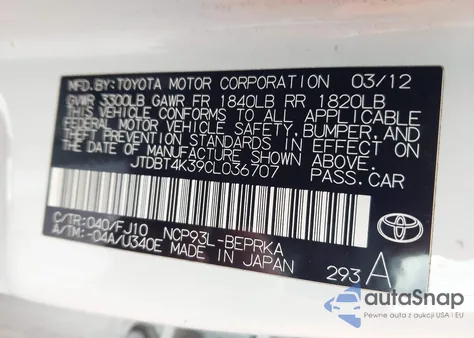 MFD.BY: TOYOTA MOTOR CORPORATION 03/12
GVWR 3300LB GAWR FR 1840LB RR 1820LB
THIS VEHICLE CONFORMS TO ALL APPLICABLE
FEDERAL MOTOR VEHICLE SAFETY, BUMPER, AND
THEFT PREVENTION STANDARDS IN EFFECT ON
THE DATE OF MANUFACTURE SHOWN ABOVE.
JTDBT4K39CL036707 PASS. CAR
C/TR: 040/FJ10 NCP93L-BEPRKA
A/TM: -04A/U340E MADE IN JAPAN
293 A
TOYOTA
autoSnap
Pewne auta z aukcji USA i EU